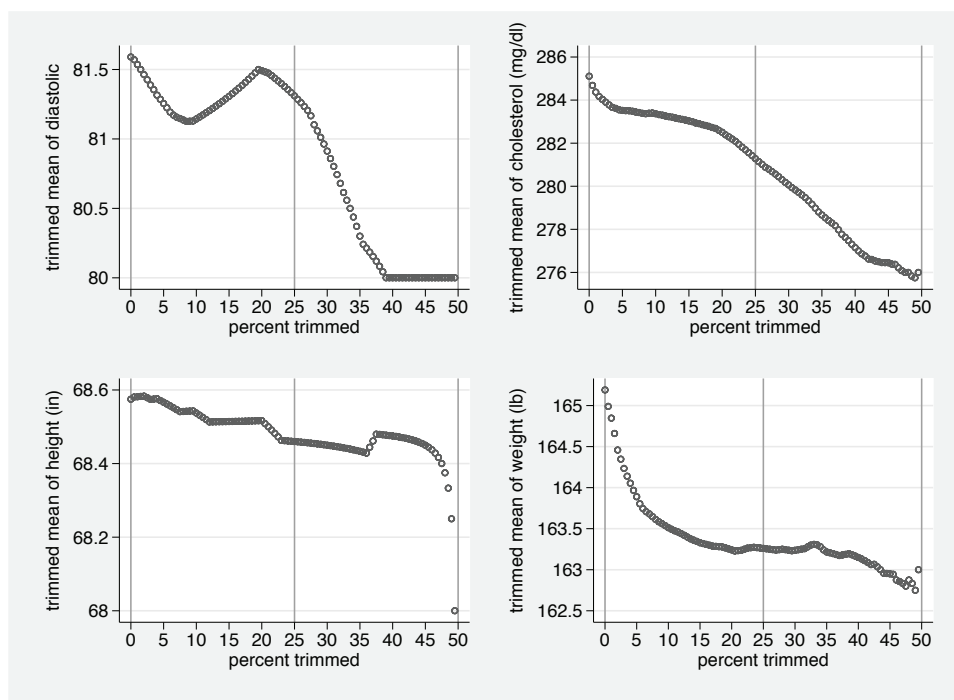 trimmed mean of diastolic
81.5
81
80.5
80
0 5 10 15 20 25 30 35 40 45 50
percent trimmed
trimmed mean of cholesterol (mg/dl)
286
284
282
280
278
276
0 5 10 15 20 25 30 35 40 45 50
percent trimmed
trimmed mean of height (in)
68.6
68.4
68.2
68
0 5 10 15 20 25 30 35 40 45 50
percent trimmed
trimmed mean of weight (lb)
165
164.5
164
163.5
163
162.5
0 5 10 15 20 25 30 35 40 45 50
percent trimmed